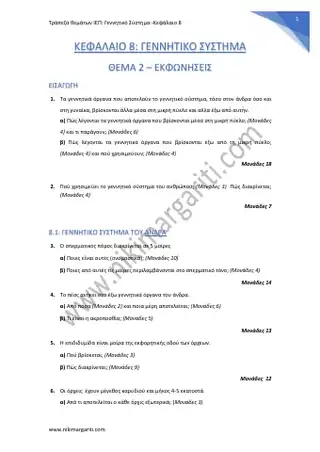 Τράπεζα Θεμάτων ΙΕΠ: Γεννητικό Σύστημα -Κεφάλαιο 8
1
ΚΕΦΑΛΑΙΟ 8: ΓΕΝΝΗΤΙΚΟ ΣΥΣΤΗΜΑ
ΘΕΜΑ 2 – ΕΚΦΩΝΗΣΕΙΣ
ΕΙΣΑΓΩΓΗ
1. Τα γεννητικά όργανα που αποτελούν το γεννητικό σύστημα, τόσο στον άνδρα όσο και
στη γυναίκα, βρίσκονται άλλα μέσα στη μικρή πύελο και άλλα έξω από αυτήν.
α) Πώς λέγονται τα γεννητικά όργανα που βρίσκονται μέσα στη μικρή πύελο; (Μονάδες
4) και τι παράγουν; (Μονάδες 6)
β) Πώς λέγονται τα γεννητικά όργανα που βρίσκονται έξω από τη μικρή πύελο;
(Μονάδες 4) και πού χρησιμεύουν; (Μονάδες 4)
Μονάδες 18
2. Πού χρησιμεύει το γεννητικό σύστημα του ανθρώπου; (Μονάδες 3) Πώς διακρίνεται;
(Μονάδες 4)
Μονάδες 7
8.1: ΓΕΝΝΗΤΙΚΟ ΣΥΣΤΗΜΑ ΤΟΥ ΑΝΔΡΑ
3. Ο σπερματικός πόρος διακρίνεται σε 5 μοίρες
α) Ποιες είναι αυτές (ονομαστικά); (Μονάδες 10)
β) Ποιες από αυτές τις μοίρες περιλαμβάνονται στο σπερματικό τόνο; (Μονάδες 4)
Μονάδες 14
4. Το πέος ανήκει στα έξω γεννητικά όργανα του άνδρα.
α) Από πόσα (Μονάδες 2) και ποια μέρη αποτελείται; (Μονάδες 6)
β) Τι είναι η ακροποσθία; (Μονάδες 5)
Μονάδες 13
5. Η επιδιδυμίδα είναι μοίρα της εκφορητικής οδού των όρχεων.
α) Πού βρίσκεται; (Μονάδες 3)
β) Πώς διακρίνεται; (Μονάδες 9)
Μονάδες 12
6. Οι όρχεις έχουν μέγεθος καρυδιού και μήκος 4-5 εκατοστά.
α) Από τι αποτελείται ο κάθε όρχις εξωτερικά; (Μονάδες 3)
www.nikimargariti.com
www.nikimargariti.com